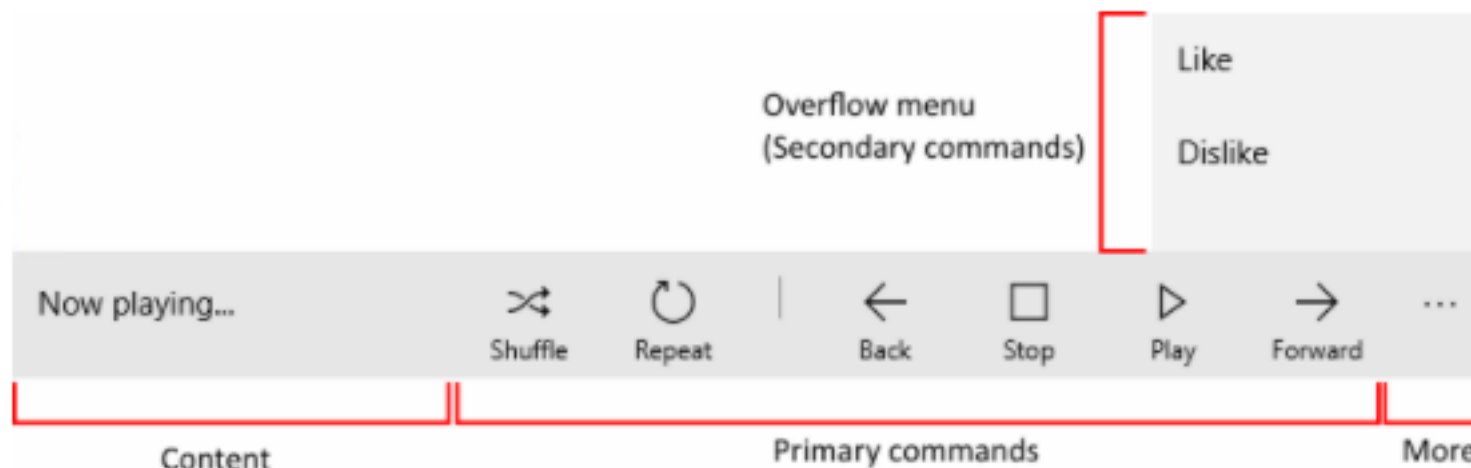 Like
Overflow menu
(Secondary commands)
Dislike
Now playing...
Shuffle Repeat Back Stop Play Forward
Content Primary commands More